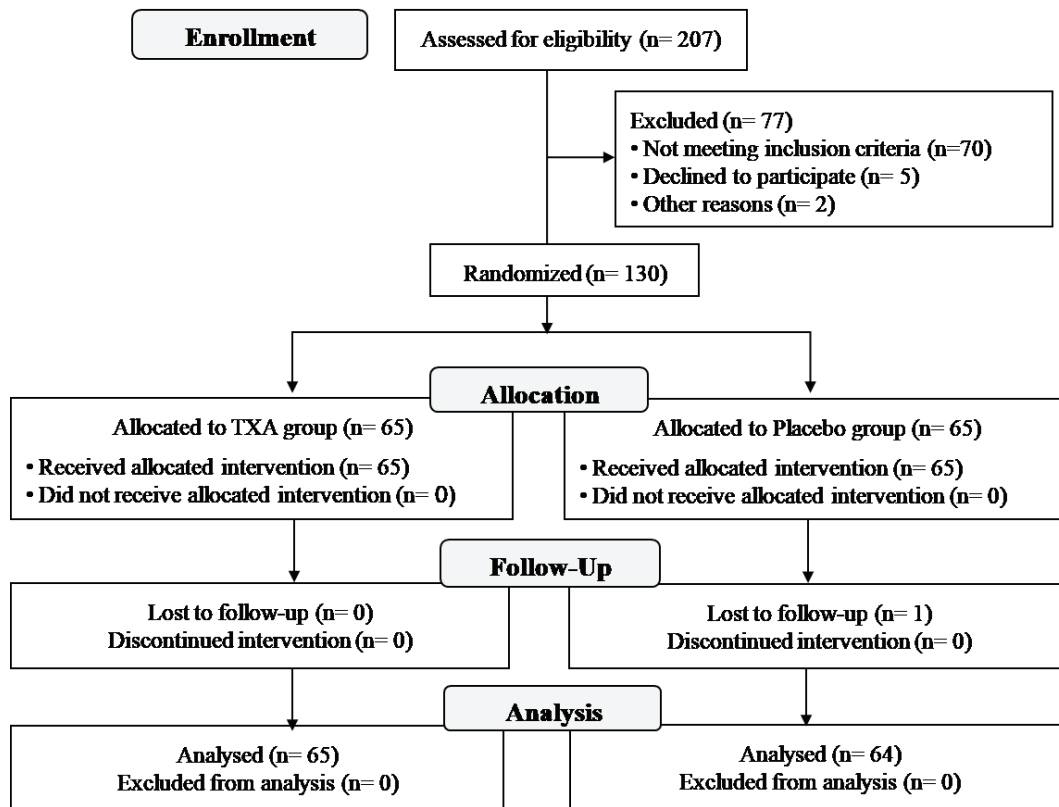 Enrollment
Assessed for eligibility (n= 207)
Excluded (n= 77)
• Not meeting inclusion criteria (n=70)
• Declined to participate (n= 5)
• Other reasons (n= 2)
Randomized (n= 130)
Allocation
Allocated to TXA group (n= 65)
• Received allocated intervention (n= 65)
• Did not receive allocated intervention (n= 0)
Allocated to Placebo group (n= 65)
• Received allocated intervention (n= 65)
• Did not receive allocated intervention (n= 0)
Follow-Up
Lost to follow-up (n= 0)
Discontinued intervention (n= 0)
Lost to follow-up (n= 1)
Discontinued intervention (n= 0)
Analysis
Analysed (n= 65)
Excluded from analysis (n= 0)
Analysed (n= 64)
Excluded from analysis (n= 0)